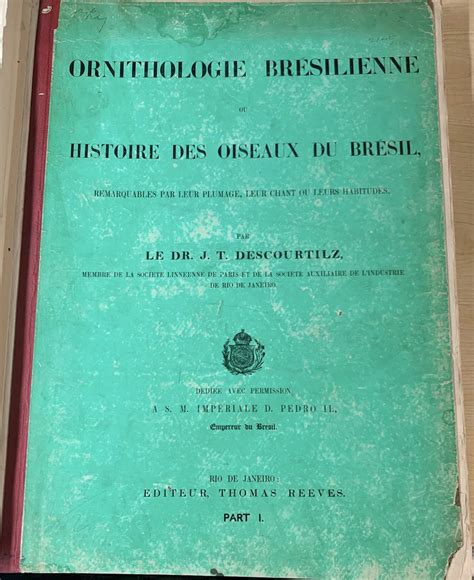 ORNITHOLOGIE BRESILIENNE
OU
HISTOIRE DES OISEAUX DU BRESIL,
REMARQUABLES PAR LEUR PLUMAGE, LEUR CHANT OU LEURS HABITUDES.
PAR
LE DR. J. T. DESCOURTILZ,
MEMBRE DE LA SOCIETE LINNEENNE DE PARIS ET DE LA SOCIETE AUXILIAIRE DE L'INDUSTRIE
DE RIO DE JANEIRO.
DEDIEE AVEC PERMISSION
A S. M. IMPERIALE D. PEDRO II.,
Empereur du Bresil.
RIO DE JANEIRO:
EDITEUR, THOMAS REEVES.
PART I.